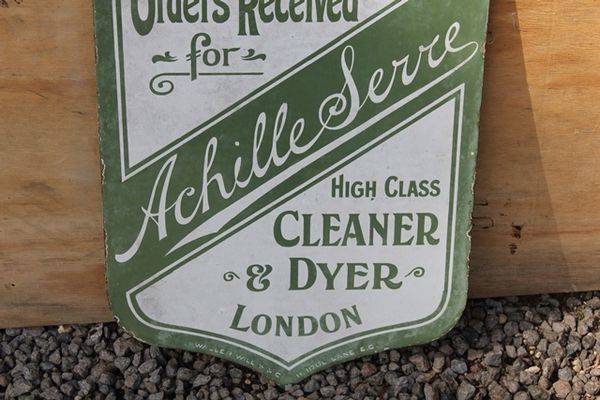 Orders Received
for
Achille Serre
HIGH CLASS
CLEANER
& DYER
LONDON